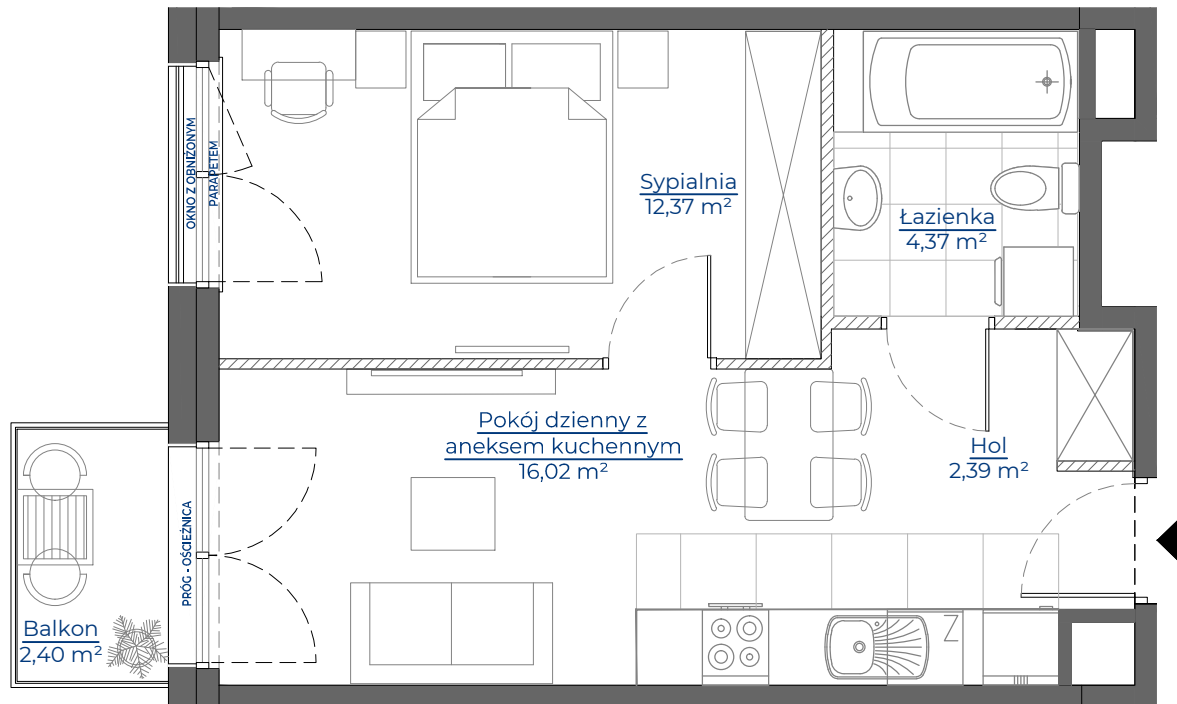 OKNO Z OBNIŻONYM
PARAPETEM
Sypialnia
12,37 m²
Łazienka
4,37 m²
Pokój dzienny z
aneksem kuchennym
16,02 m²
Hol
2,39 m²
PRÓG - OŚCIEŻNICA
Balkon
2,40 m²
Z